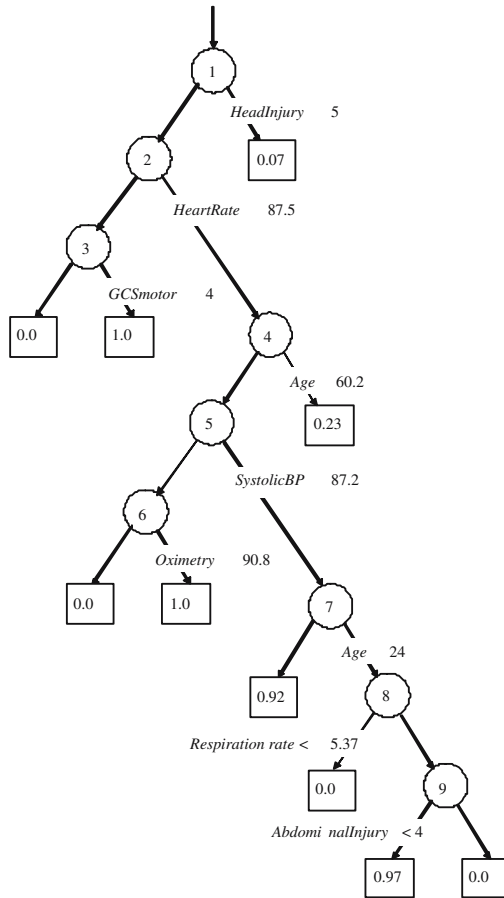 1
HeadInjury 5
2
0.07
HeartRate 87.5
3
GCSmotor 4
0.0 1.0
4
Age 60.2
5
0.23
SystolicBP 87.2
6
Oximetry 90.8
0.0 1.0
7
Age 24
0.92
8
Respiration rate < 5.37
0.0
9
Abdomi nalInjury < 4
0.97 0.0